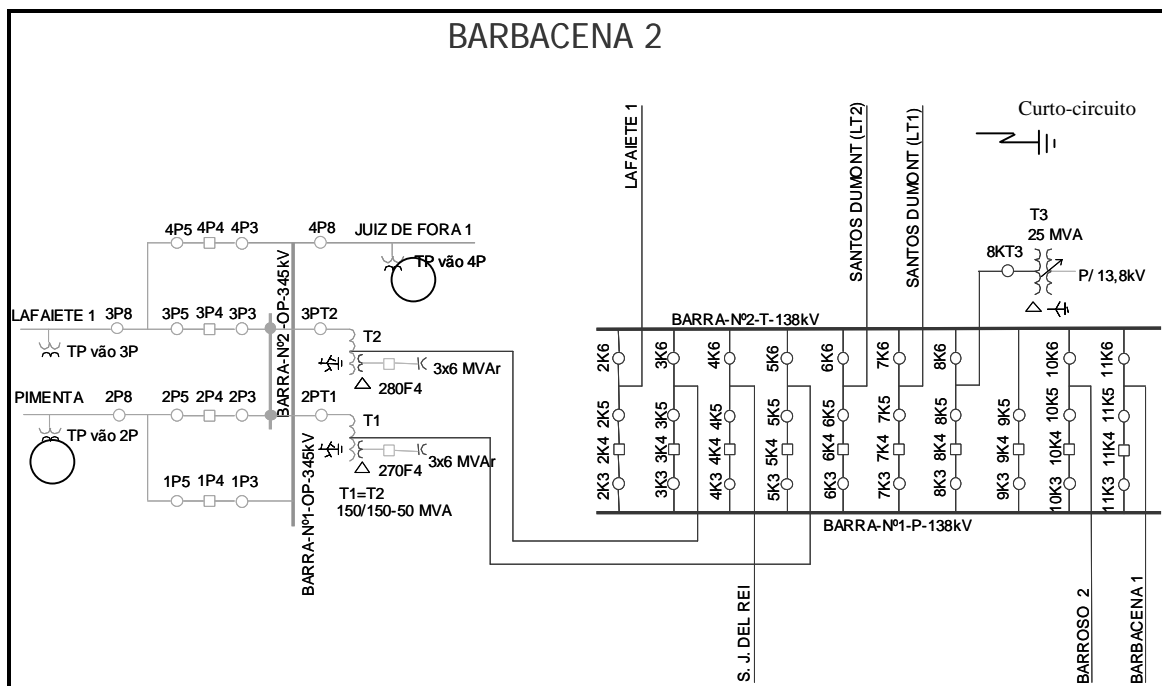 BARBACENA 2
LAFAIETE 1
SANTOS DUMONT (LT2)
SANTOS DUMONT (LT1)
Curto-circuito
T3
25 MVA
8KT3
P/ 13,8kV
4P5 4P4 4P3
4P8
JUIZ DE FORA 1
TP vão 4P
LAFAIETE 1
3P8
3P5 3P4 3P3
3PT2
TP vão 3P
BARRA-Nº2 -OP-345kV
T2
3x6 MVAr
280F4
PIMENTA
2P8
2P5 2P4 2P3
2PT1
TP vão 2P
T1
3x6 MVAr
270F4
1P5 1P4 1P3
T1=T2
150/150-50 MVA
BARRA-Nº1-OP-345kV
BARRA-Nº2-T-138kV
2K6 3K6 4K6 5K6 6K6 7K6 8K6 10K6 11K6
2K5 3K5 4K5 5K5 6K5 7K5 8K5 9K5 10K5 11K5
2K4 3K4 4K4 5K4 6K4 7K4 8K4 9K4 10K4 11K4
2K3 3K3 4K3 5K3 6K3 7K3 8K3 9K3 10K3 11K3
BARRA-Nº1-P-138kV
S. J. DEL REI
BARROSO 2
BARBACENA 1